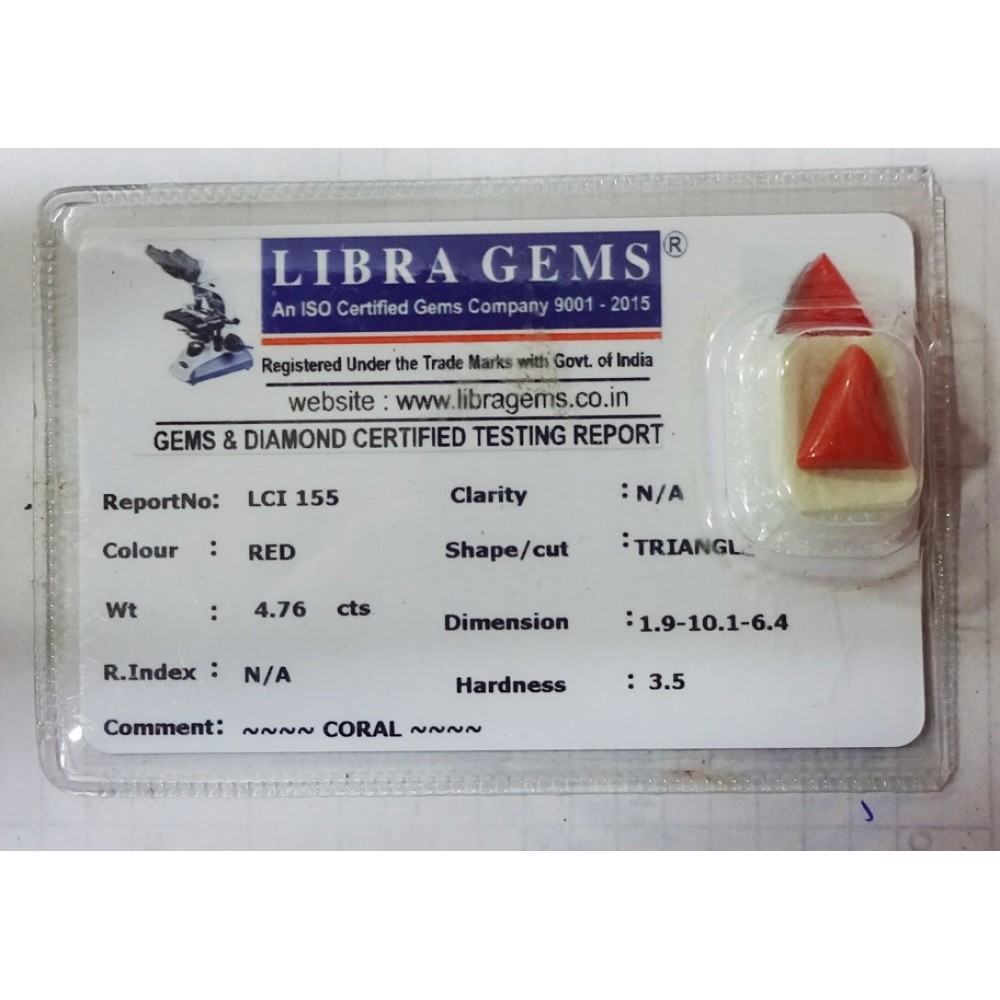 LIBRA GEMS ®
An ISO Certified Gems Company 9001 - 2015
Registered Under the Trade Marks with Govt. of India
website : www.libragems.co.in
GEMS & DIAMOND CERTIFIED TESTING REPORT
ReportNo: LCI 155 Clarity : N/A
Colour : RED Shape/cut : TRIANGL
Wt : 4.76 cts Dimension : 1.9-10.1-6.4
R.Index : N/A Hardness : 3.5
Comment: ~~~~ CORAL ~~~~